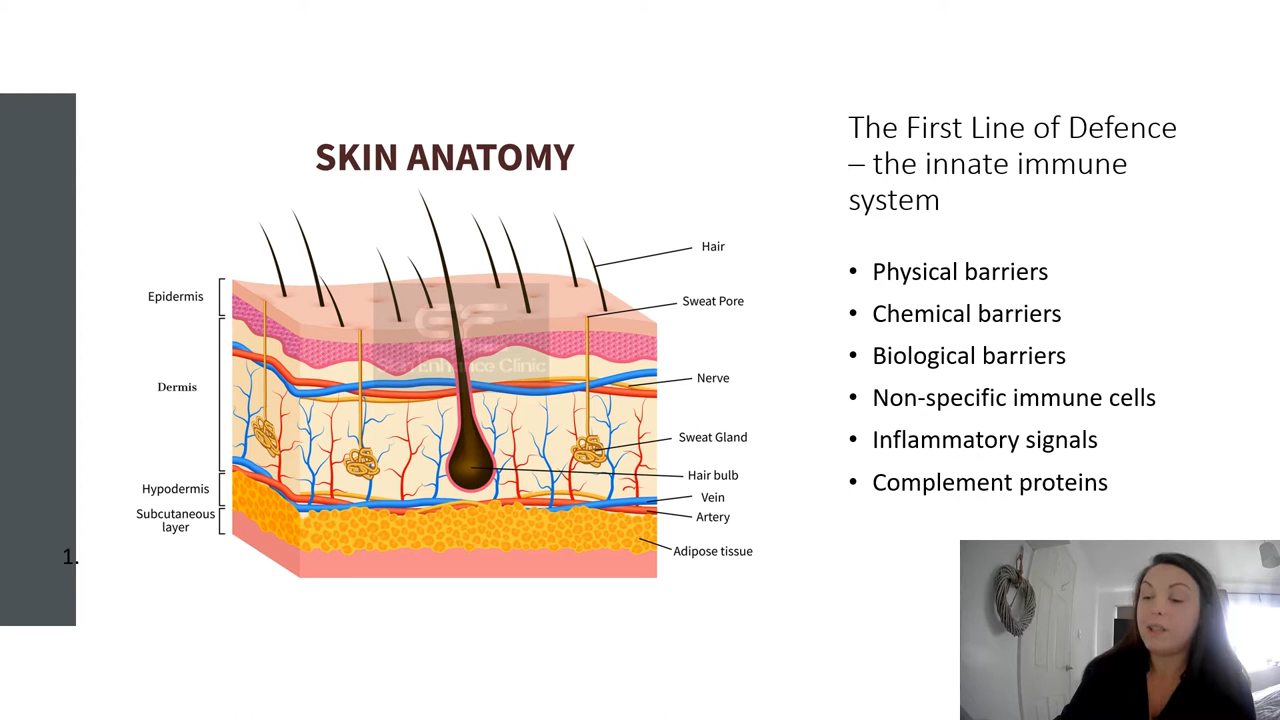 SKIN ANATOMY
Hair
Epidermis
Sweat Pore
Dermis
Nerve
Sweat Gland
Hair bulb
Hypodermis
Vein
Subcutaneous
layer
Artery
Adipose tissue
1.
The First Line of Defence
– the innate immune
system
• Physical barriers
• Chemical barriers
• Biological barriers
• Non-specific immune cells
• Inflammatory signals
• Complement proteins